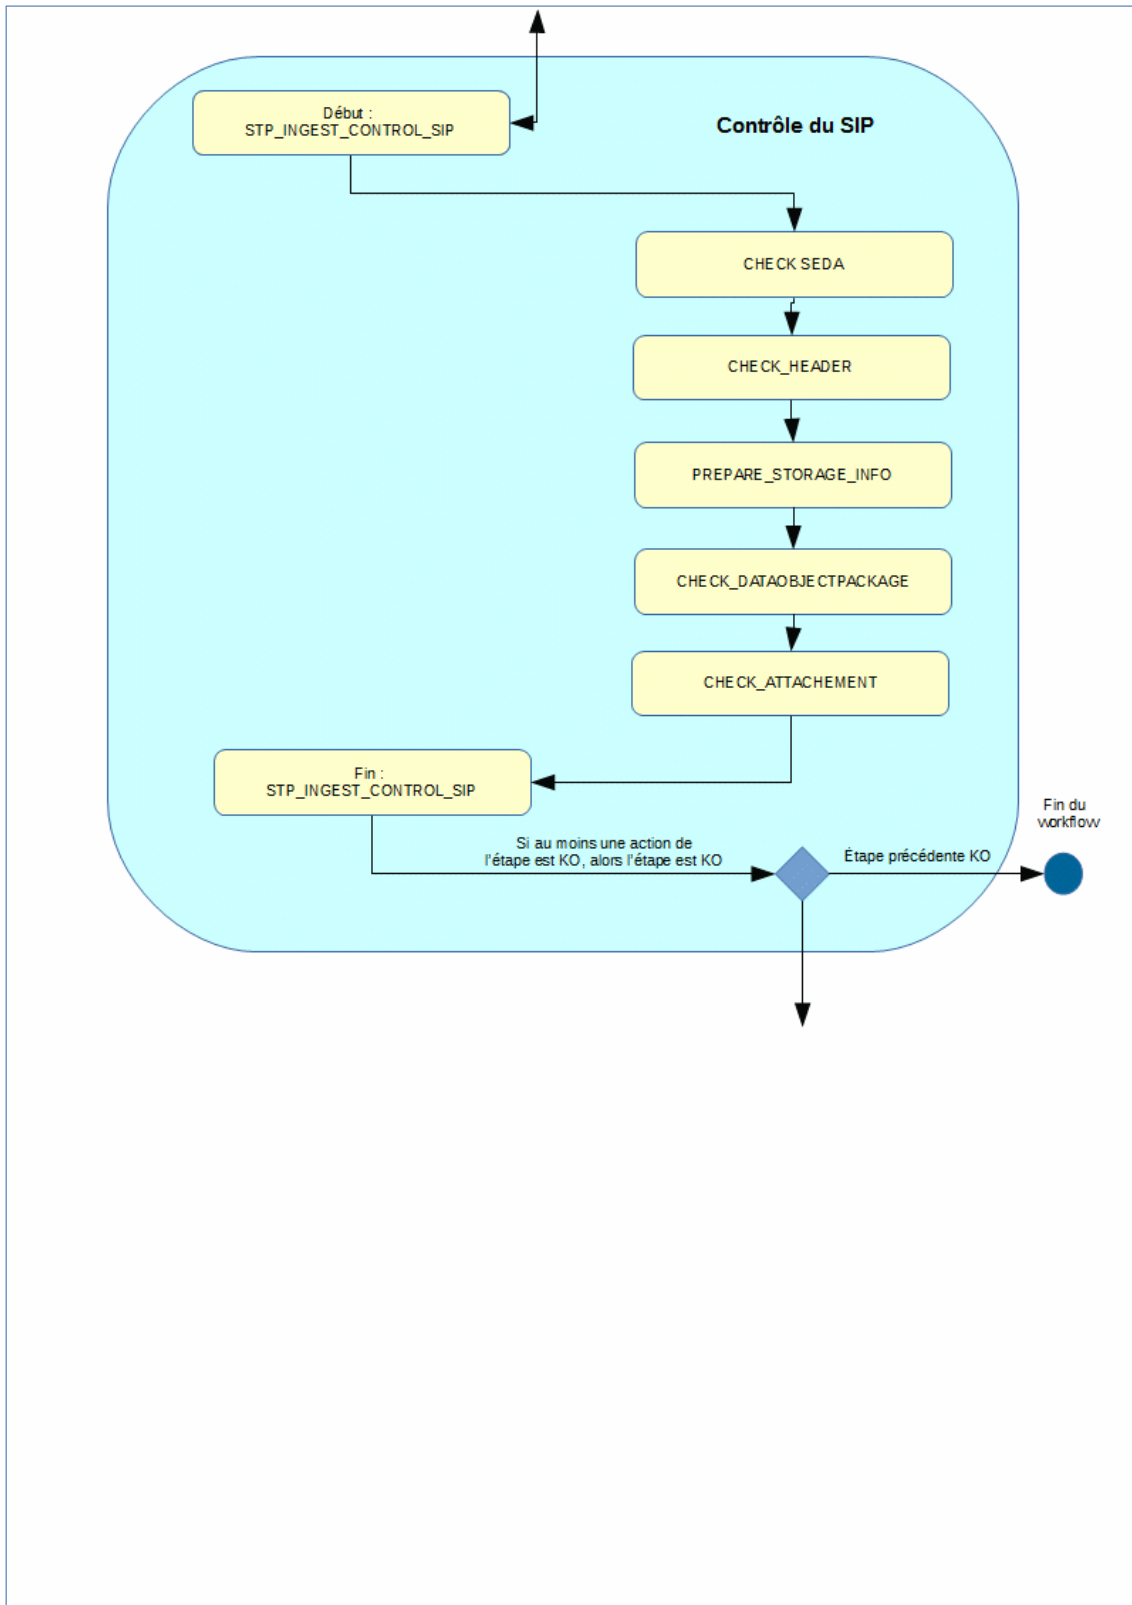 Début :
STP_INGEST_CONTROL_SIP
Contrôle du SIP
CHECK SEDA
CHECK_HEADER
PREPARE_STORAGE_INFO
CHECK_DATAOBJECTPACKAGE
CHECK_ATTACHEMENT
Fin :
STP_INGEST_CONTROL_SIP
Si au moins une action de
l'étape est KO, alors l'étape est KO
Étape précédente KO
Fin du
workflow